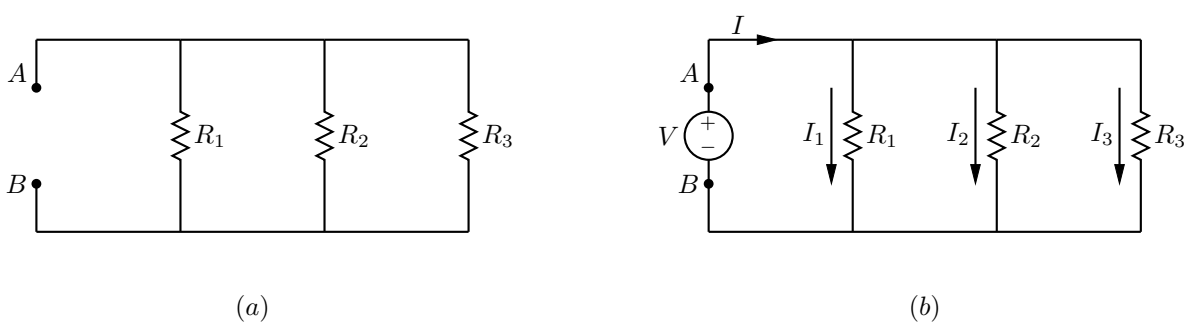 A
B
R₁
R₂
R₃
(a)
I
A
V
+
−
B
I₁
R₁
I₂
R₂
I₃
R₃
(b)